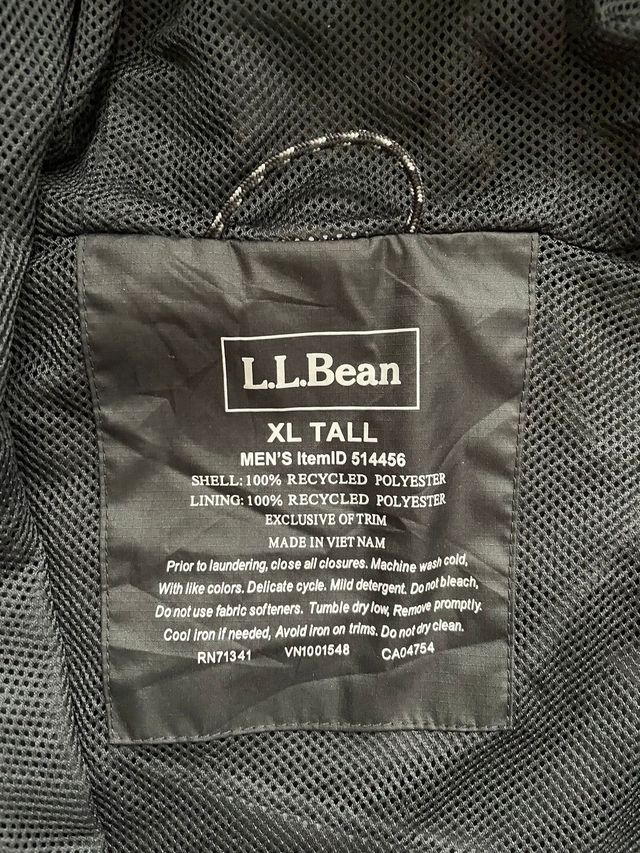 L.L.Bean
XL TALL
MEN'S ItemID 514456
SHELL: 100% RECYCLED POLYESTER
LINING: 100% RECYCLED POLYESTER
EXCLUSIVE OF TRIM
MADE IN VIET NAM
Prior to laundering, close all closures. Machine wash cold,
With like colors. Delicate cycle. Mild detergent. Do not bleach,
Do not use fabric softeners. Tumble dry low, Remove promptly.
Cool iron if needed, Avoid iron on trims. Do not dry clean.
RN71341 VN1001548 CA04754